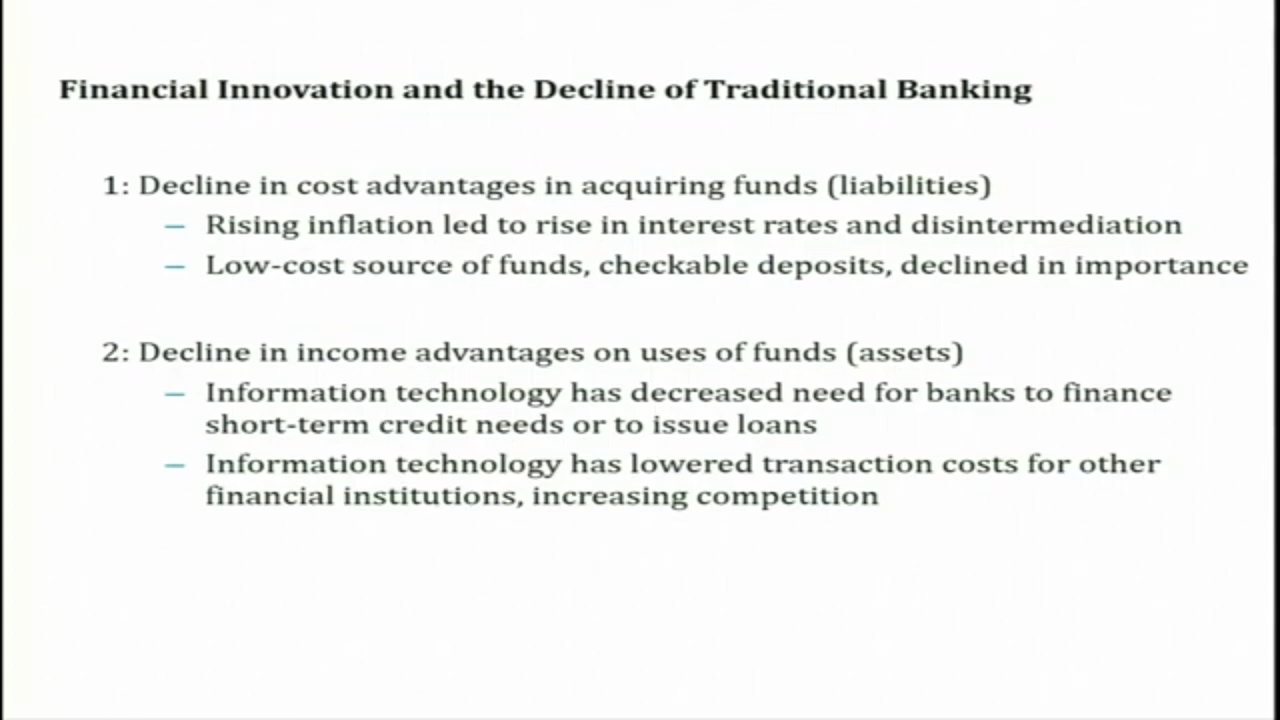 Financial Innovation and the Decline of Traditional Banking
1: Decline in cost advantages in acquiring funds (liabilities)
– Rising inflation led to rise in interest rates and disintermediation
– Low-cost source of funds, checkable deposits, declined in importance
2: Decline in income advantages on uses of funds (assets)
– Information technology has decreased need for banks to finance
short-term credit needs or to issue loans
– Information technology has lowered transaction costs for other
financial institutions, increasing competition